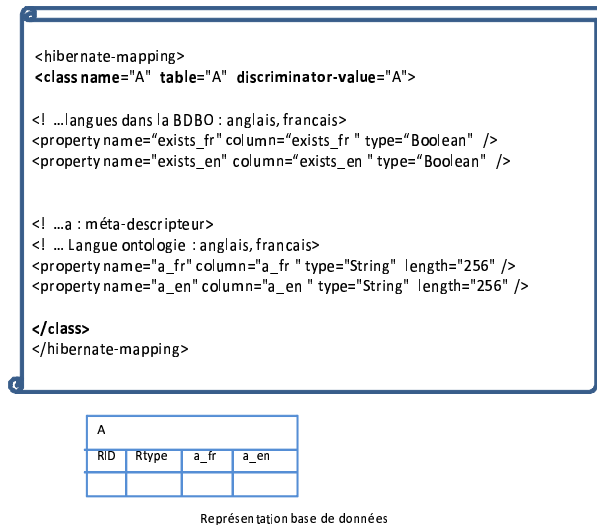 <hibernate-mapping>
<class name="A" table="A" discriminator-value="A">
<! ...langues dans la BDBO : anglais, francais>
<property name=“exists_fr" column=“exists_fr " type=“Boolean" />
<property name="exists_en" column=“exists_en " type=“Boolean" />
<! ...a : méta-descripteur>
<! ... Langue ontologie : anglais, francais>
<property name="a_fr" column="a_fr " type="String" length="256" />
<property name="a_en" column="a_en " type="String" length="256" />
</class>
</hibernate-mapping>
A
RID Rtype a_fr a_en
Représentation base de données